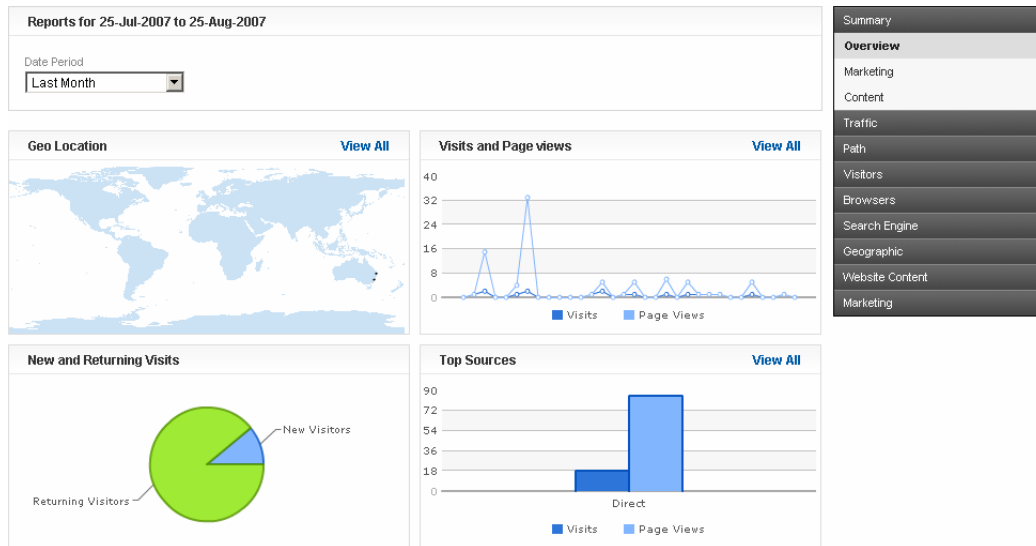 Reports for 25-Jul-2007 to 25-Aug-2007
Date Period
Last Month
Geo Location View All
Visits and Page views View All
40
32
24
16
8
0
Visits Page Views
New and Returning Visits
New Visitors
Returning Visitors
Top Sources View All
90
72
54
36
18
0
Direct
Visits Page Views
Summary
Overview
Marketing
Content
Traffic
Path
Visitors
Browsers
Search Engine
Geographic
Website Content
Marketing